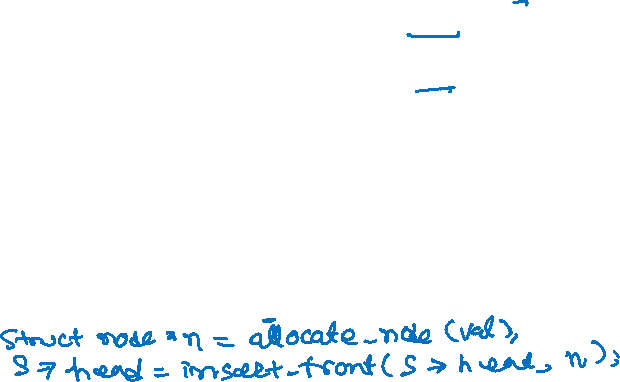 struct node *n = allocate_node (val);
s→head = insert_front(s→head, n);